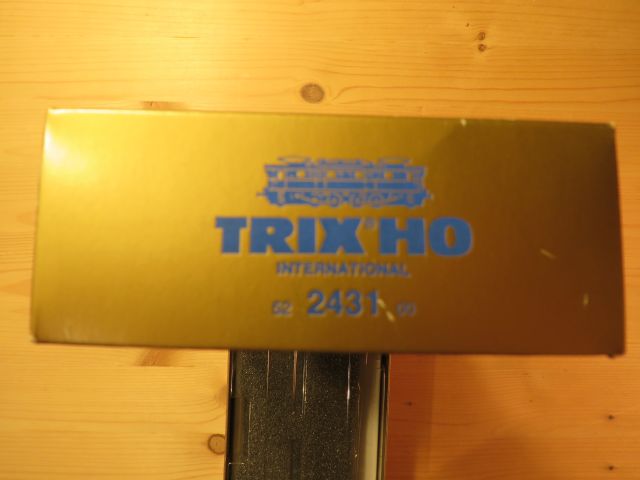 TRIX® HO
INTERNATIONAL
52 2431 00